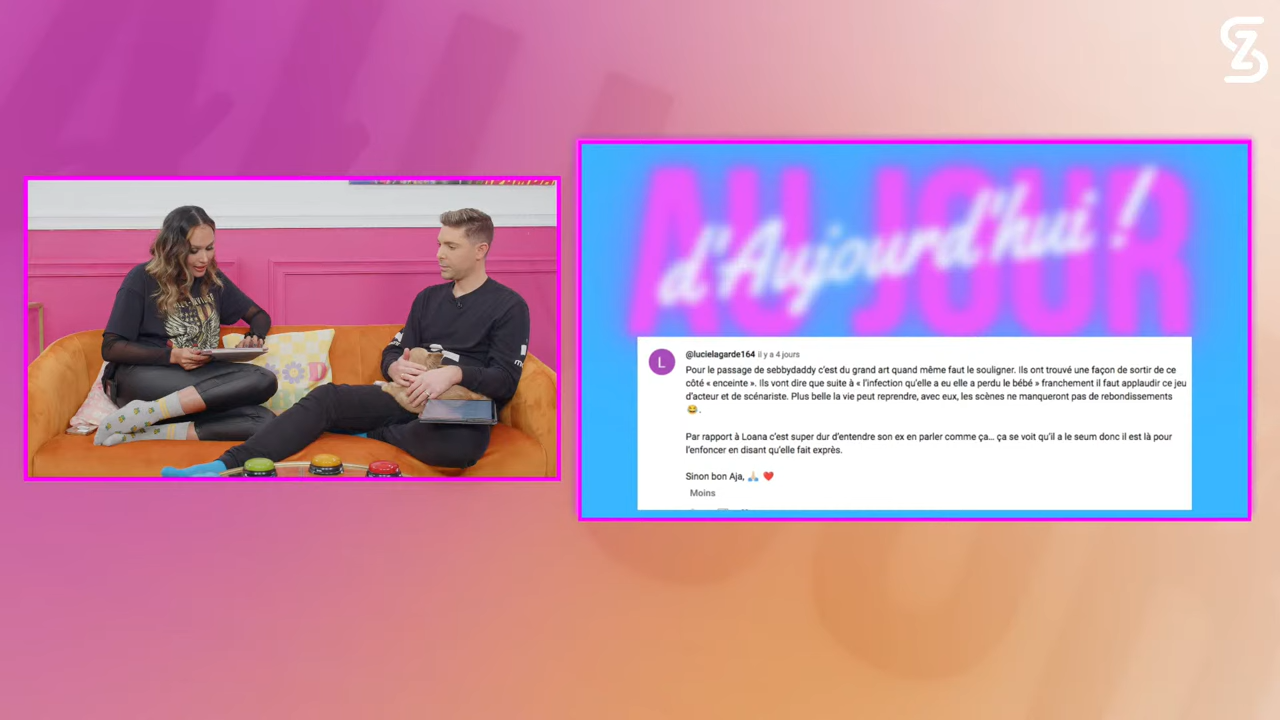 AU JOUR
d'Aujourd'hui !
L
@lucielagarde164 il y a 4 jours
Pour le passage de sebbydaddy c'est du grand art quand même faut le souligner. Ils ont trouvé une façon de sortir de ce
côté « enceinte ». Ils vont dire que suite à « l'infection qu'elle a eu elle a perdu le bébé » franchement il faut applaudir ce jeu
d'acteur et de scénariste. Plus belle la vie peut reprendre, avec eux, les scènes ne manqueront pas de rebondissements
😂.
Par rapport à Loana c'est super dur d'entendre son ex en parler comme ça... ça se voit qu'il a le seum donc il est là pour
l'enfoncer en disant qu'elle fait exprès.
Sinon bon Aja, 🙏🏻 ❤️
Moins